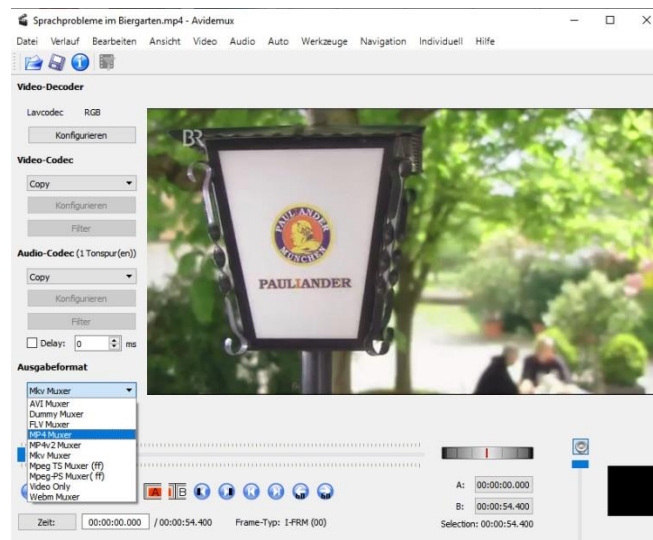 Sprachprobleme im Biergarten.mp4 - Avidemux
Datei Verlauf Bearbeiten Ansicht Video Audio Auto Werkzeuge Navigation Individuell Hilfe
Video-Decoder
Lavcodec RGB
Konfigurieren
Video-Codec
Copy
Konfigurieren
Filter
Audio-Codec (1 Tonspur(en))
Copy
Konfigurieren
Filter
Delay: 0 ms
Ausgabeformat
Mkv Muxer
AVI Muxer
Dummy Muxer
FLV Muxer
MP4 Muxer
MP4v2 Muxer
Mkv Muxer
Mpeg TS Muxer (ff)
Mpeg-PS Muxer( ff)
Video Only
Webm Muxer
BR
PAULANDER
MÜNCHEN
PAULIANDER
A B
60 60
A: 00:00:00.000
B: 00:00:54.400
Selection: 00:00:54.400
Zeit: 00:00:00.000 / 00:00:54.400 Frame-Typ: I-FRM (00)